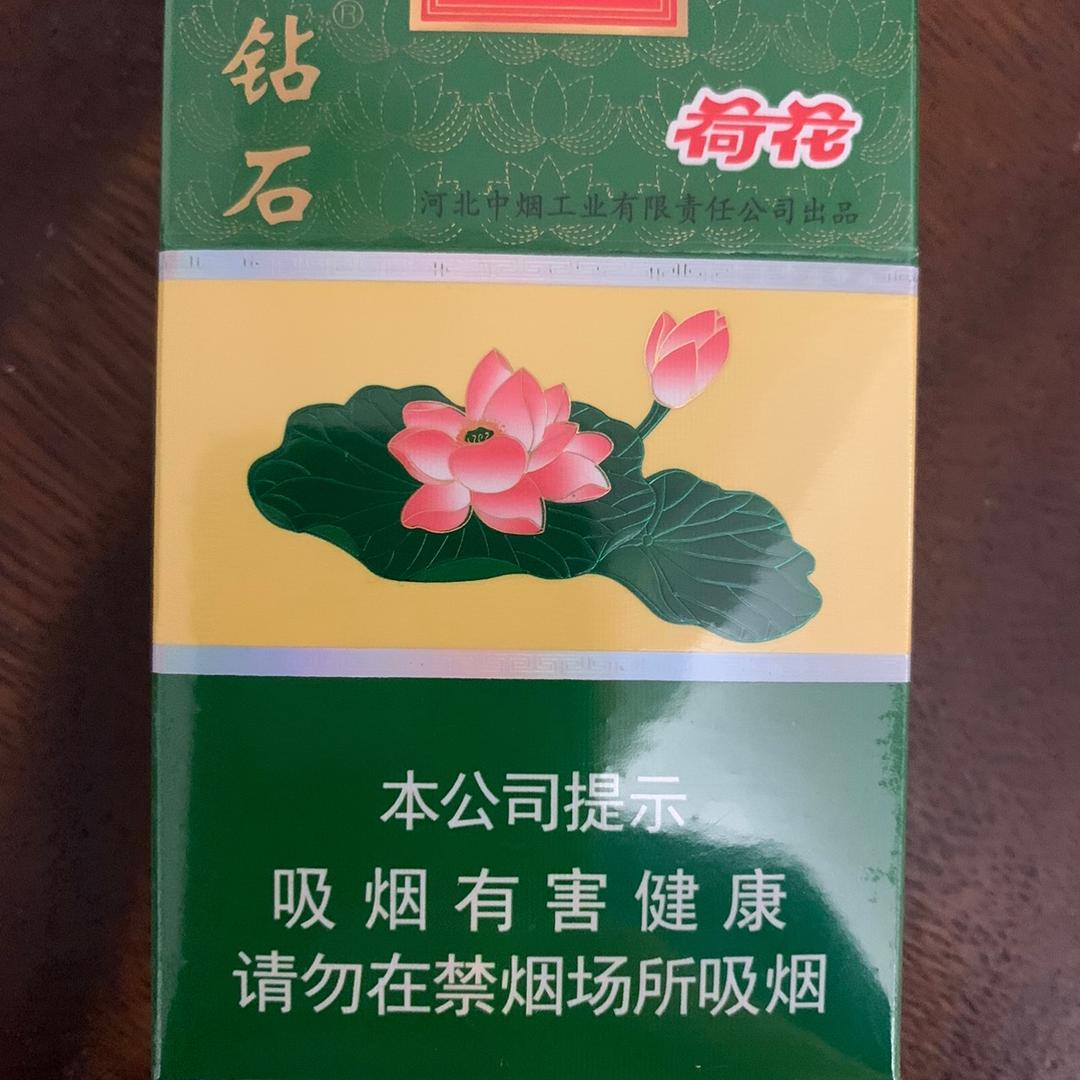 钻石®
荷花
河北中烟工业有限责任公司出品
本公司提示
吸烟有害健康
请勿在禁烟场所吸烟